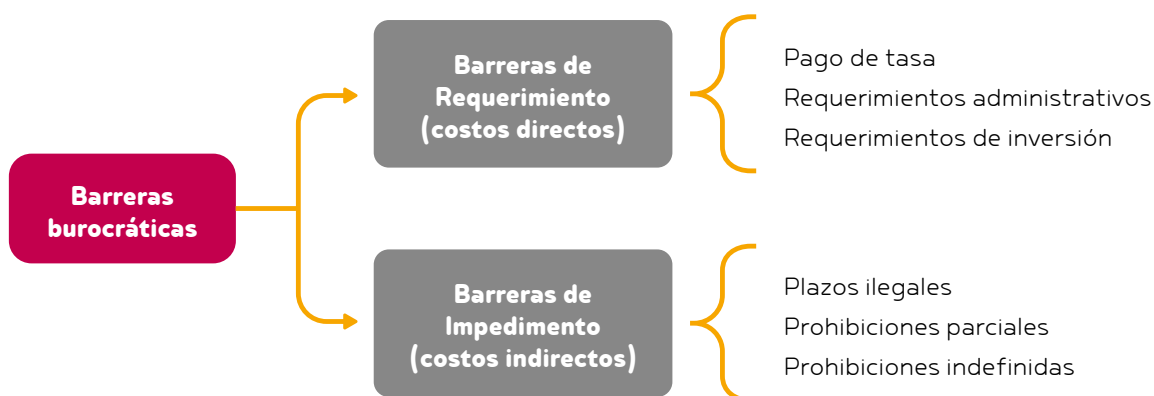 Barreras
burocráticas
Barreras de
Requerimiento
(costos directos)
Pago de tasa
Requerimientos administrativos
Requerimientos de inversión
Barreras de
Impedimento
(costos indirectos)
Plazos ilegales
Prohibiciones parciales
Prohibiciones indefinidas